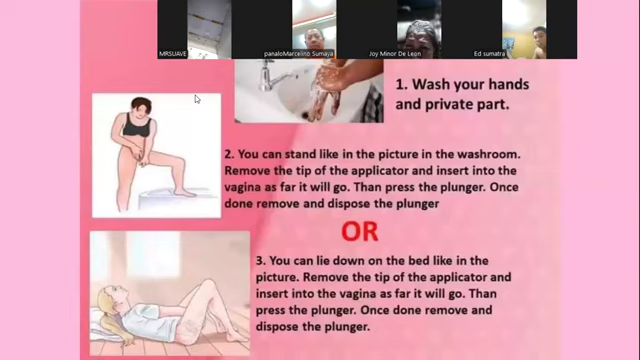 MRSUAVE
panaloMarcelino Sumaya
Joy Minor De Leon
Ed sumatra
1. Wash your hands
and private part.
2. You can stand like in the picture in the washroom.
Remove the tip of the applicator and insert into the
vagina as far it will go. Than press the plunger. Once
done remove and dispose the plunger
OR
3. You can lie down on the bed like in the
picture. Remove the tip of the applicator and
insert into the vagina as far it will go. Than
press the plunger. Once done remove and
dispose the plunger.